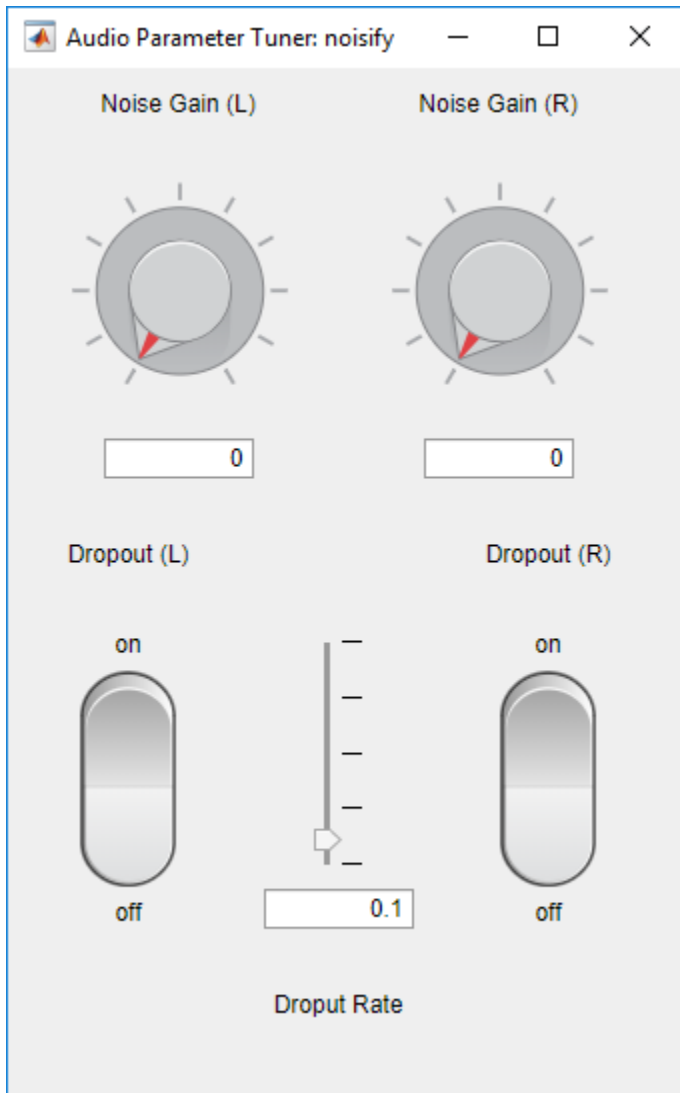 Audio Parameter Tuner: noisify
Noise Gain (L) Noise Gain (R)
0 0
Dropout (L) Dropout (R)
on on
off 0.1 off
Droput Rate